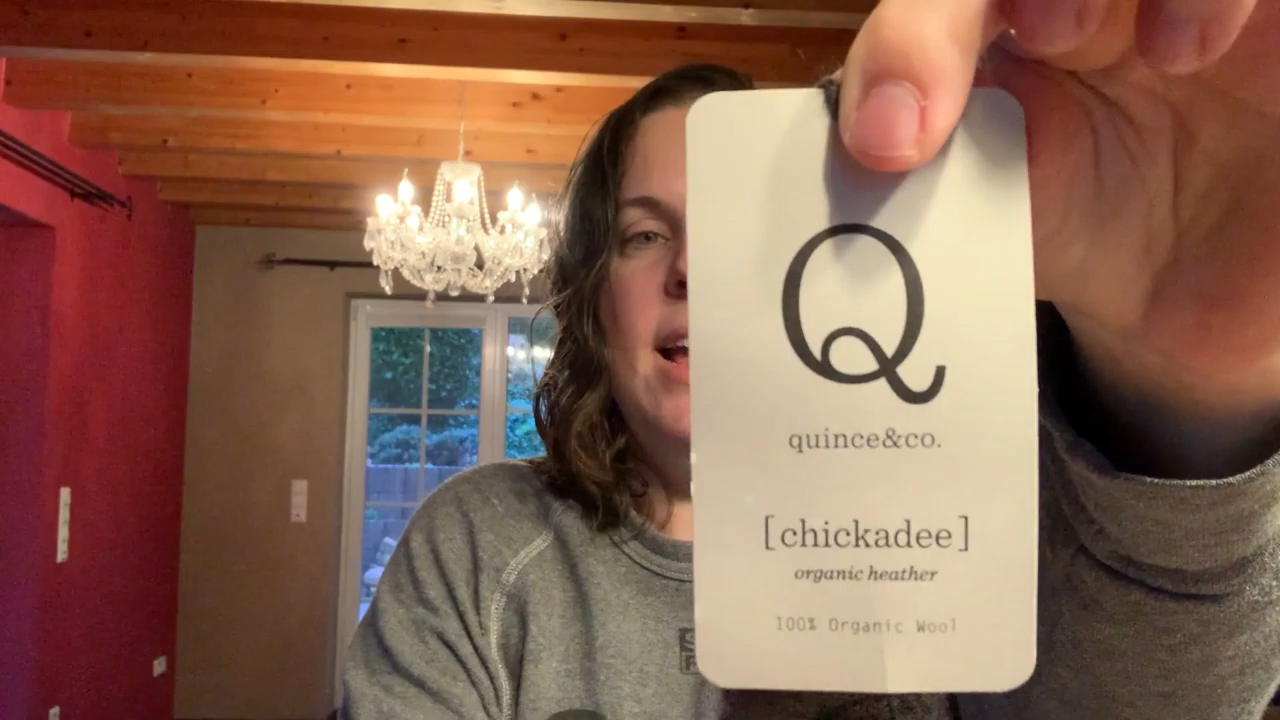 Q
quince&co.
[chickadee]
organic heather
100% Organic Wool